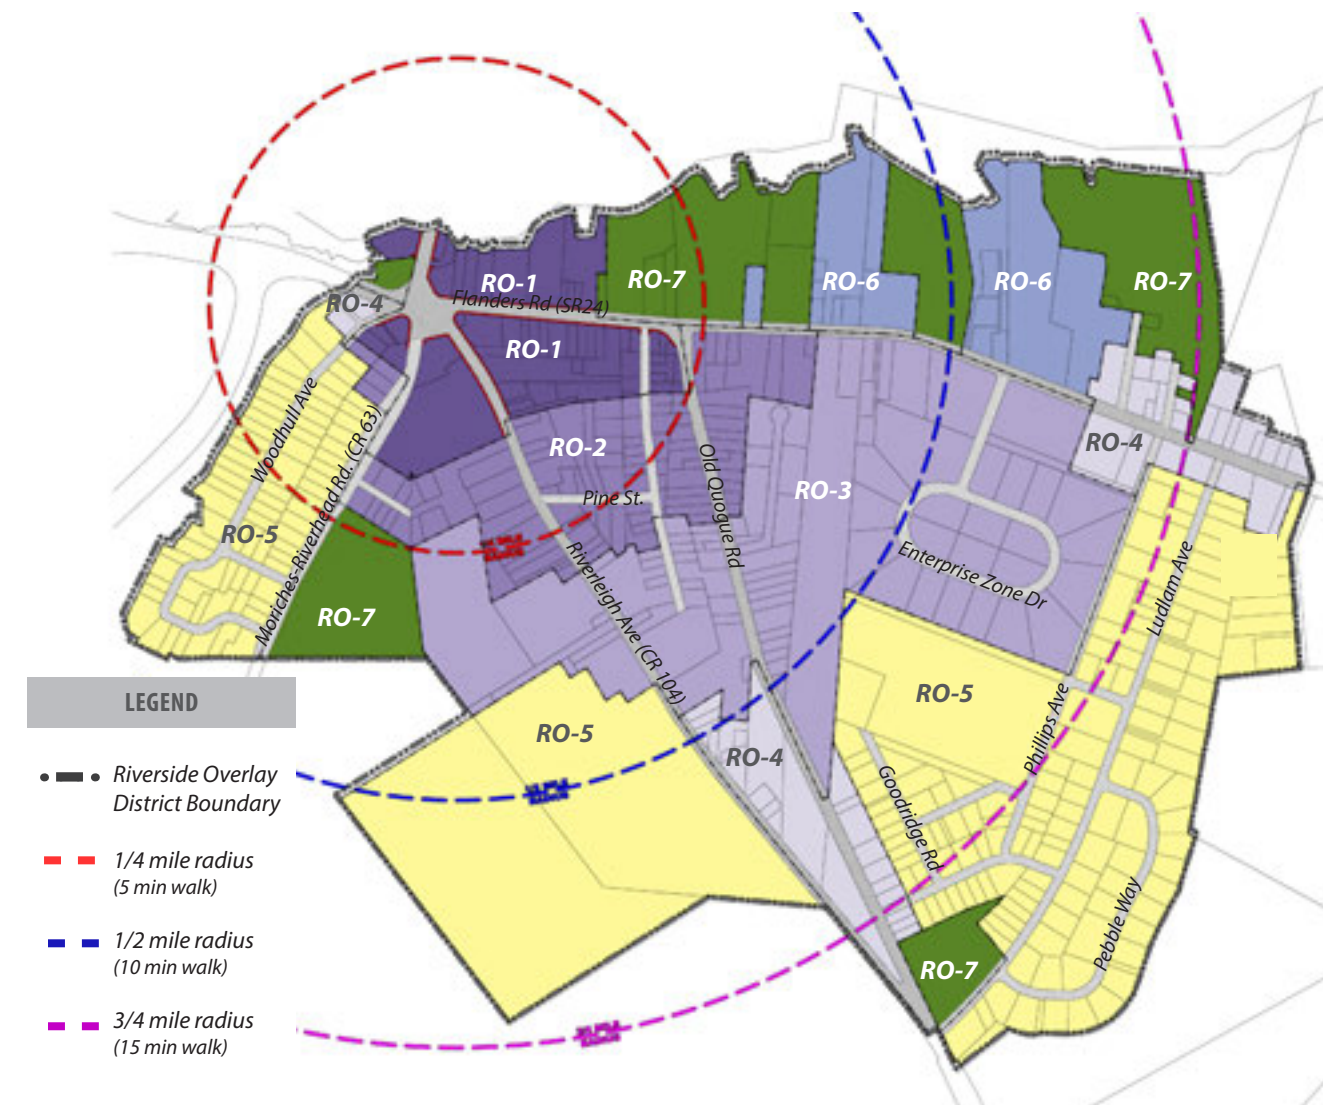 RO-1
RO-7
RO-6
RO-6
RO-7
RO-4
Flanders Rd (SR24)
RO-1
Woodhull Ave
Moriches-Riverhead Rd. (CR 63)
RO-2
Pine St.
Old Quogue Rd
RO-3
RO-4
RO-5
Enterprise Zone Dr
Ludlam Ave
RO-7
Riverleigh Ave (CR 104)
RO-5
RO-5
Phillips Ave
RO-4
Goodridge Rd
Pebble Way
RO-7
LEGEND
Riverside Overlay
District Boundary
1/4 mile radius
(5 min walk)
1/2 mile radius
(10 min walk)
3/4 mile radius
(15 min walk)